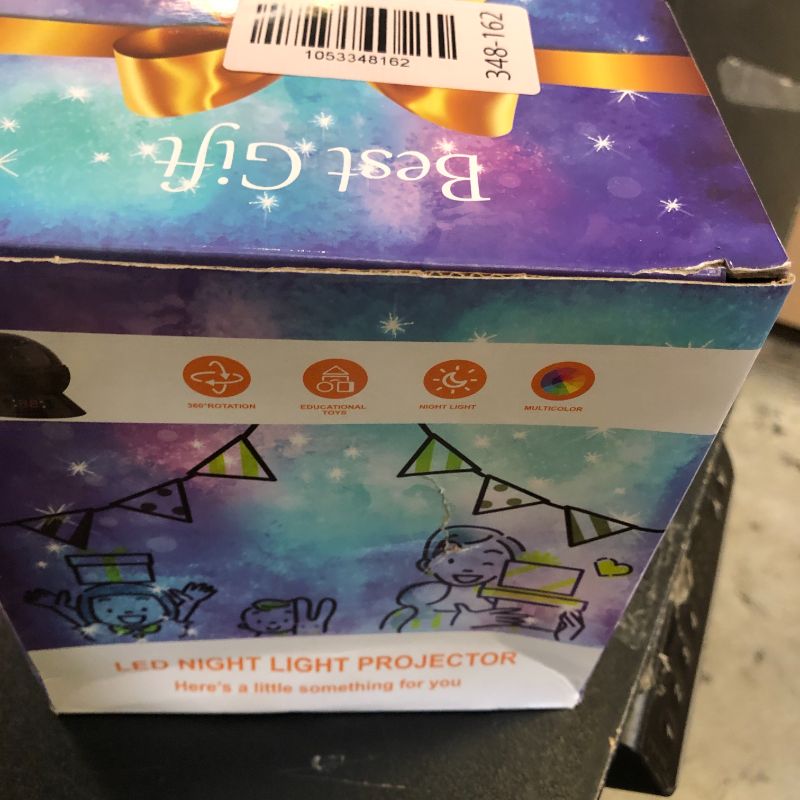 1053348162
348-162
Best Gift
360°ROTATION
EDUCATIONAL
TOYS
NIGHT LIGHT
MULTICOLOR
LED NIGHT LIGHT PROJECTOR
Here's a little something for you